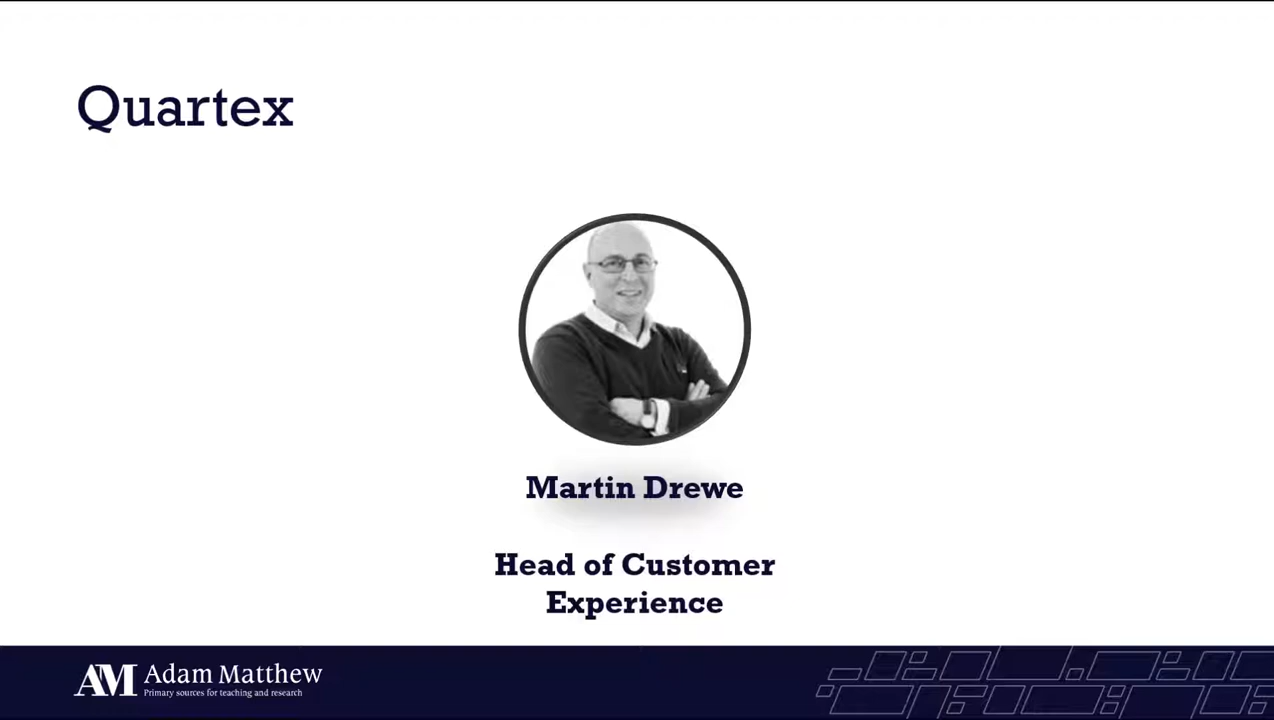 Quartex
Martin Drewe
Head of Customer
Experience
AM Adam Matthew
Primary sources for teaching and research